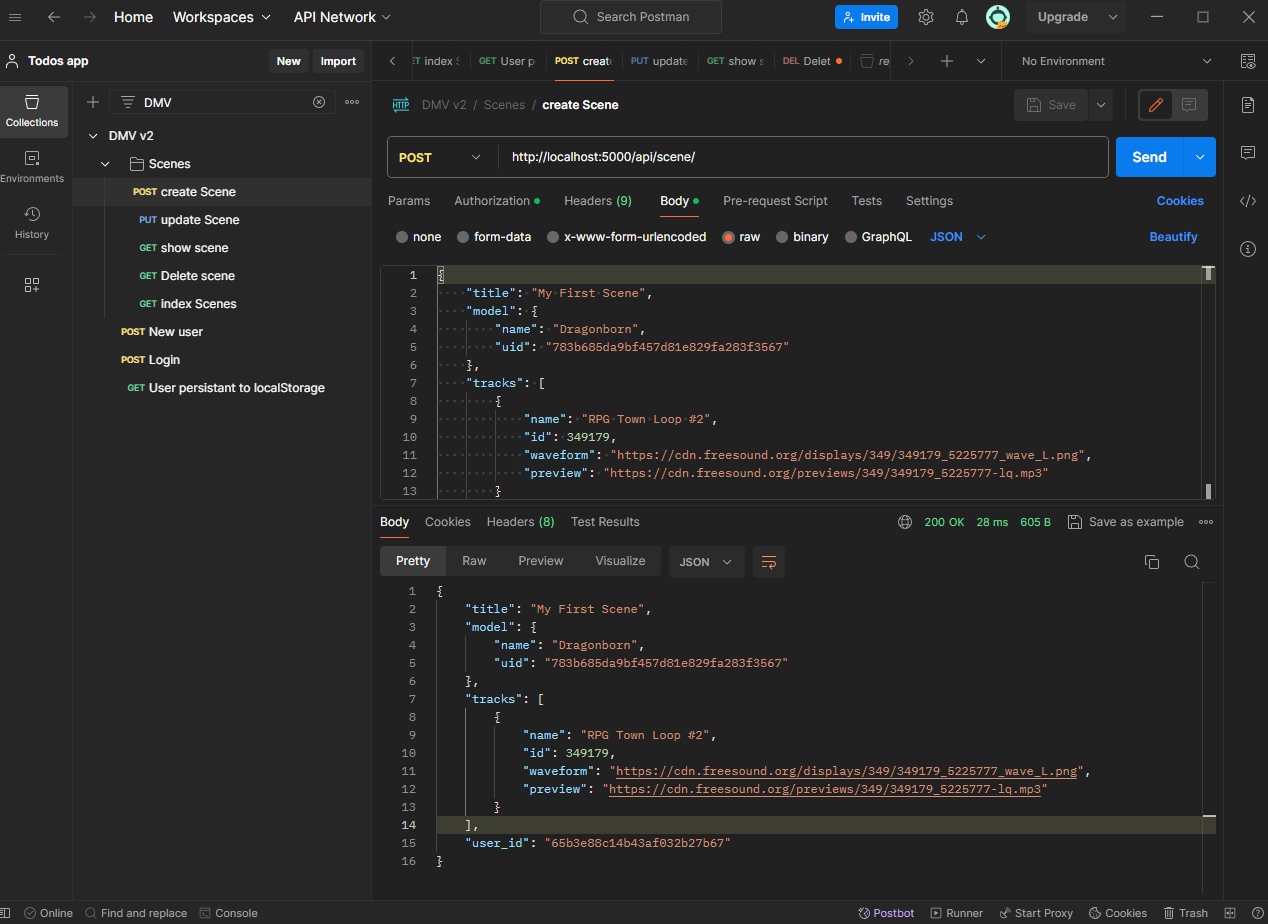 Home Workspaces API Network Search Postman Invite Upgrade
Todos app New Import
index S GET User p POST creat PUT update GET show s DEL Delet re No Environment
Collections
Environments
History
DMV
DMV v2
Scenes
POST create Scene
PUT update Scene
GET show scene
GET Delete scene
GET index Scenes
POST New user
POST Login
GET User persistant to localStorage
HTTP DMV v2 / Scenes / create Scene Save
POST http://localhost:5000/api/scene/ Send
Params Authorization Headers (9) Body Pre-request Script Tests Settings Cookies
none form-data x-www-form-urlencoded raw binary GraphQL JSON Beautify
1 {
2 "title": "My First Scene",
3 "model": {
4 "name": "Dragonborn",
5 "uid": "783b685da9bf457d81e829fa283f3567"
6 },
7 "tracks": [
8 {
9 "name": "RPG Town Loop #2",
10 "id": 349179,
11 "waveform": "https://cdn.freesound.org/displays/349/349179_5225777_wave_L.png",
12 "preview": "https://cdn.freesound.org/previews/349/349179_5225777-lq.mp3"
13 }
Body Cookies Headers (8) Test Results 200 OK 28 ms 605 B Save as example
Pretty Raw Preview Visualize JSON
1 {
2 "title": "My First Scene",
3 "model": {
4 "name": "Dragonborn",
5 "uid": "783b685da9bf457d81e829fa283f3567"
6 },
7 "tracks": [
8 {
9 "name": "RPG Town Loop #2",
10 "id": 349179,
11 "waveform": "https://cdn.freesound.org/displays/349/349179_5225777_wave_L.png",
12 "preview": "https://cdn.freesound.org/previews/349/349179_5225777-lq.mp3"
13 }
14 ],
15 "user_id": "65b3e88c14b43af032b27b67"
16 }
Online Find and replace Console Postbot Runner Start Proxy Cookies Trash